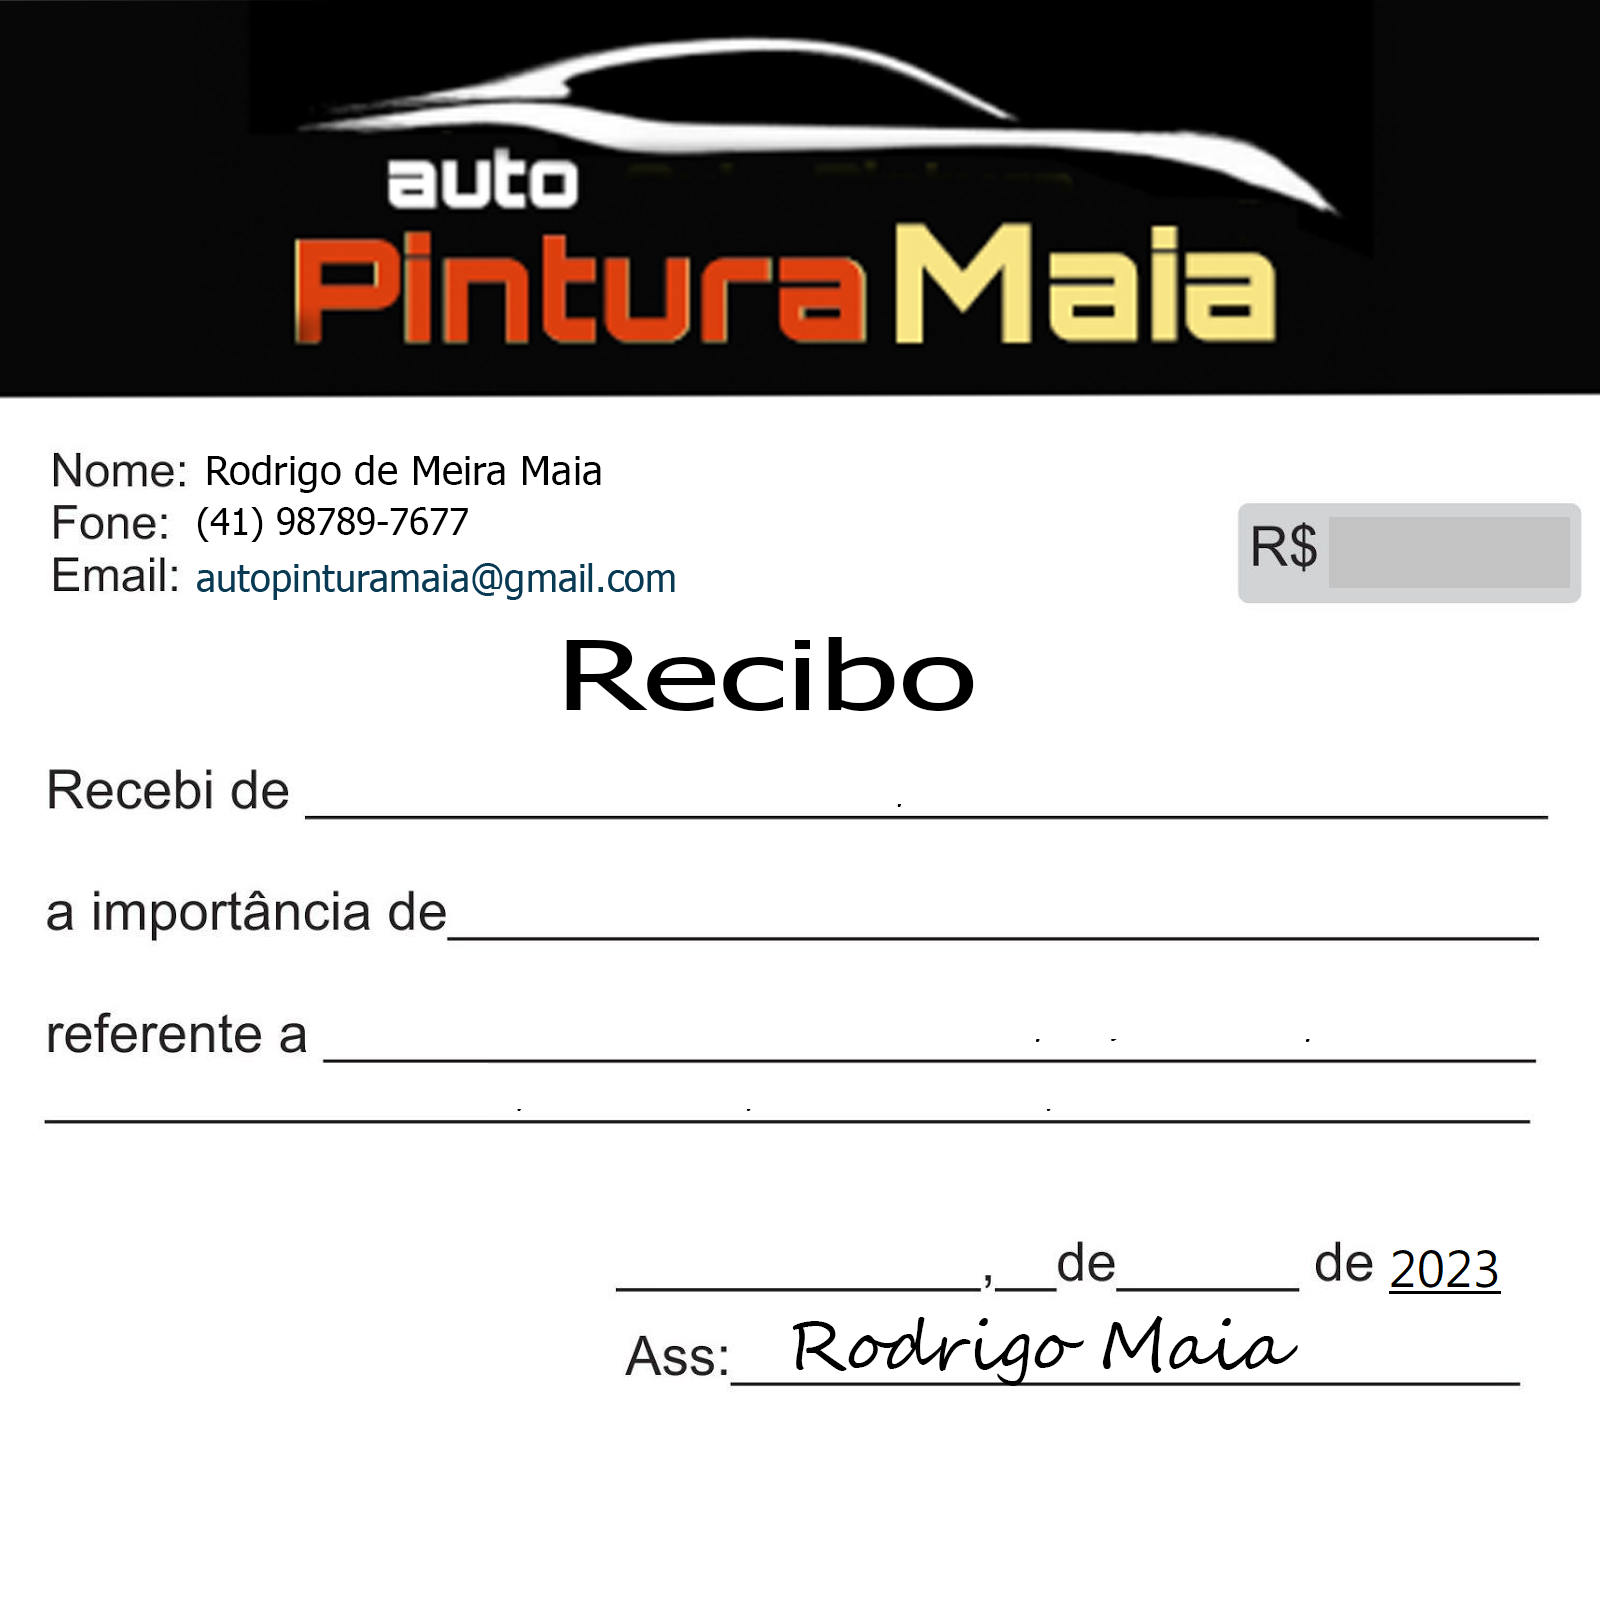 auto
Pintura Maia
Nome: Rodrigo de Meira Maia
Fone: (41) 98789-7677
R$
Email: autopinturamaia@gmail.com
Recibo
Recebi de
a importância de
referente a
, de de 2023
Ass: Rodrigo Maia